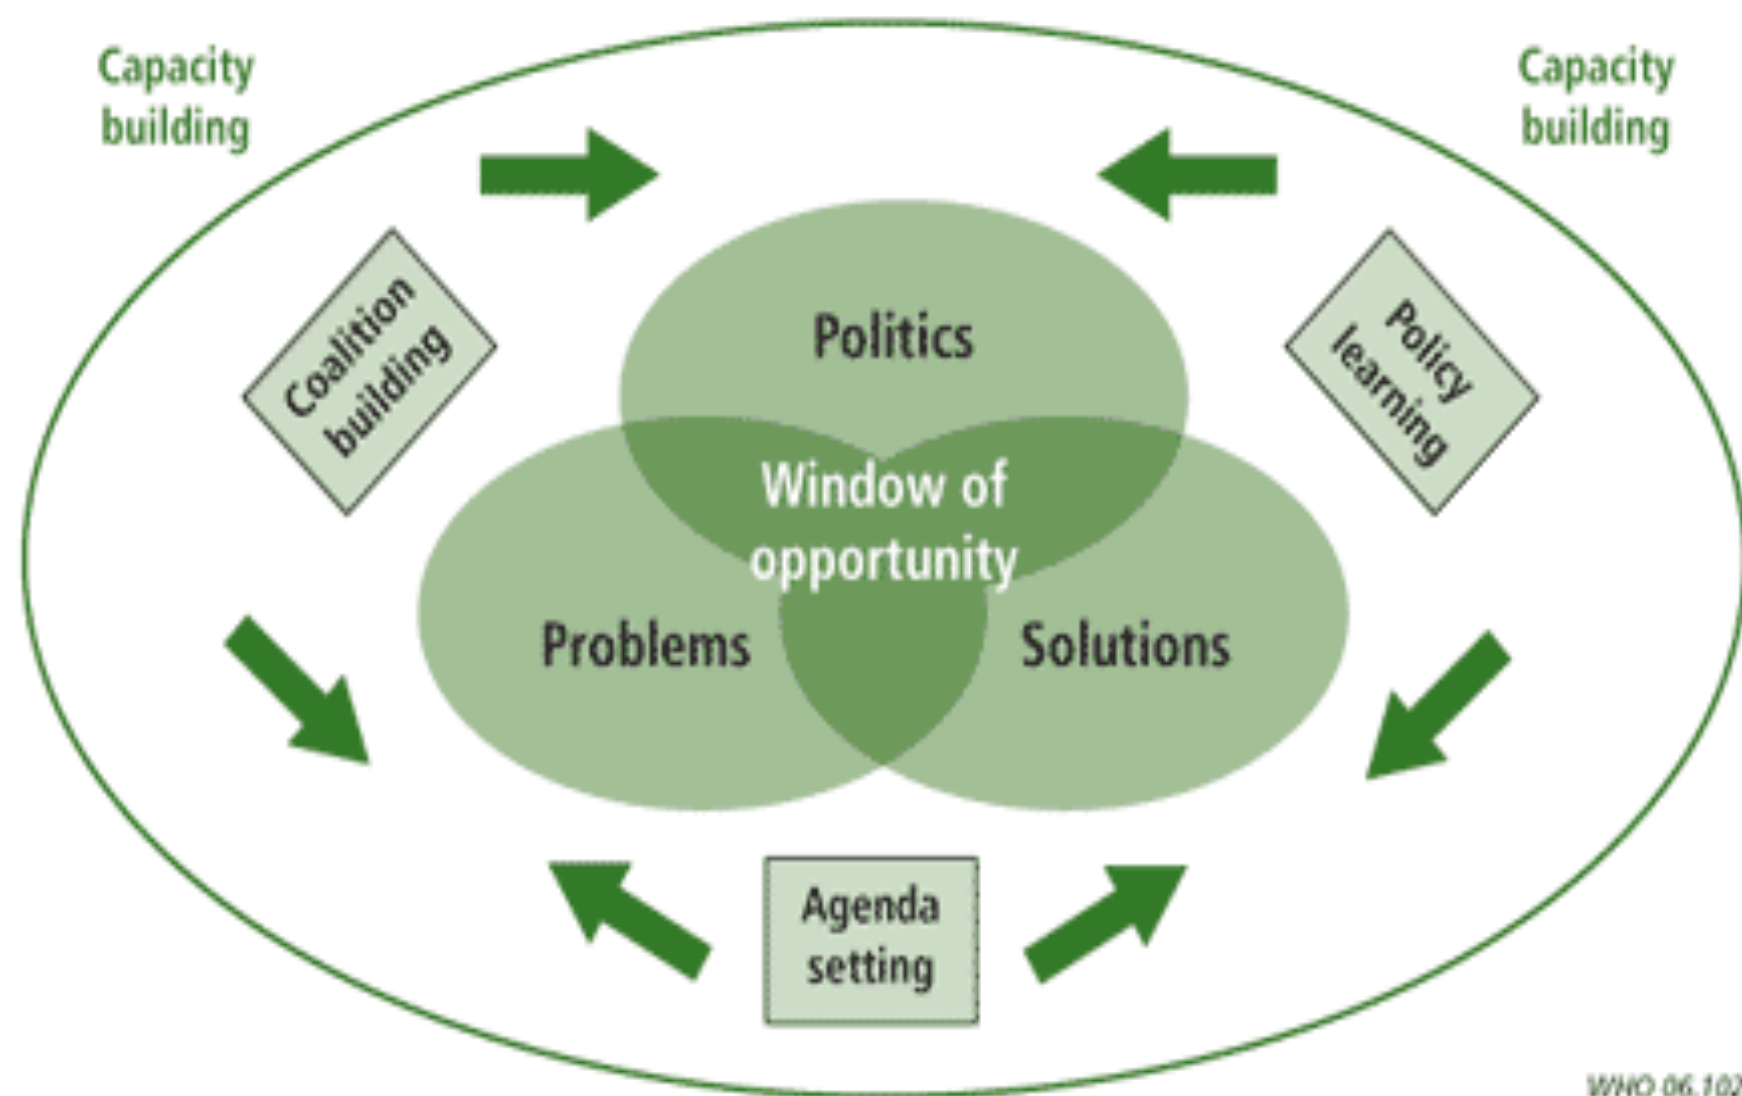 Capacity
building
Capacity
building
Coalition
building
Policy
learning
Politics
Window of
opportunity
Problems
Solutions
Agenda
setting
WHO 06.102